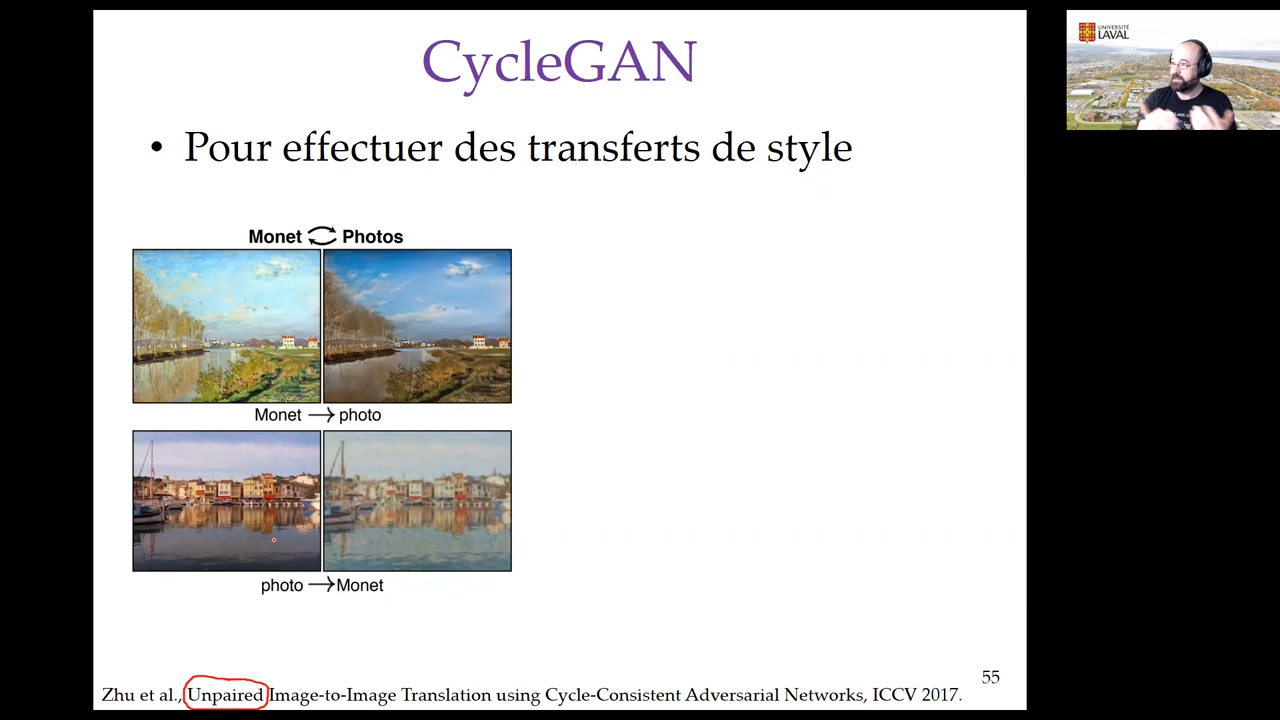 CycleGAN
• Pour effectuer des transferts de style
Monet Photos
Monet → photo
photo → Monet
55
Zhu et al., Unpaired Image-to-Image Translation using Cycle-Consistent Adversarial Networks, ICCV 2017.
UNIVERSITÉ
LAVAL